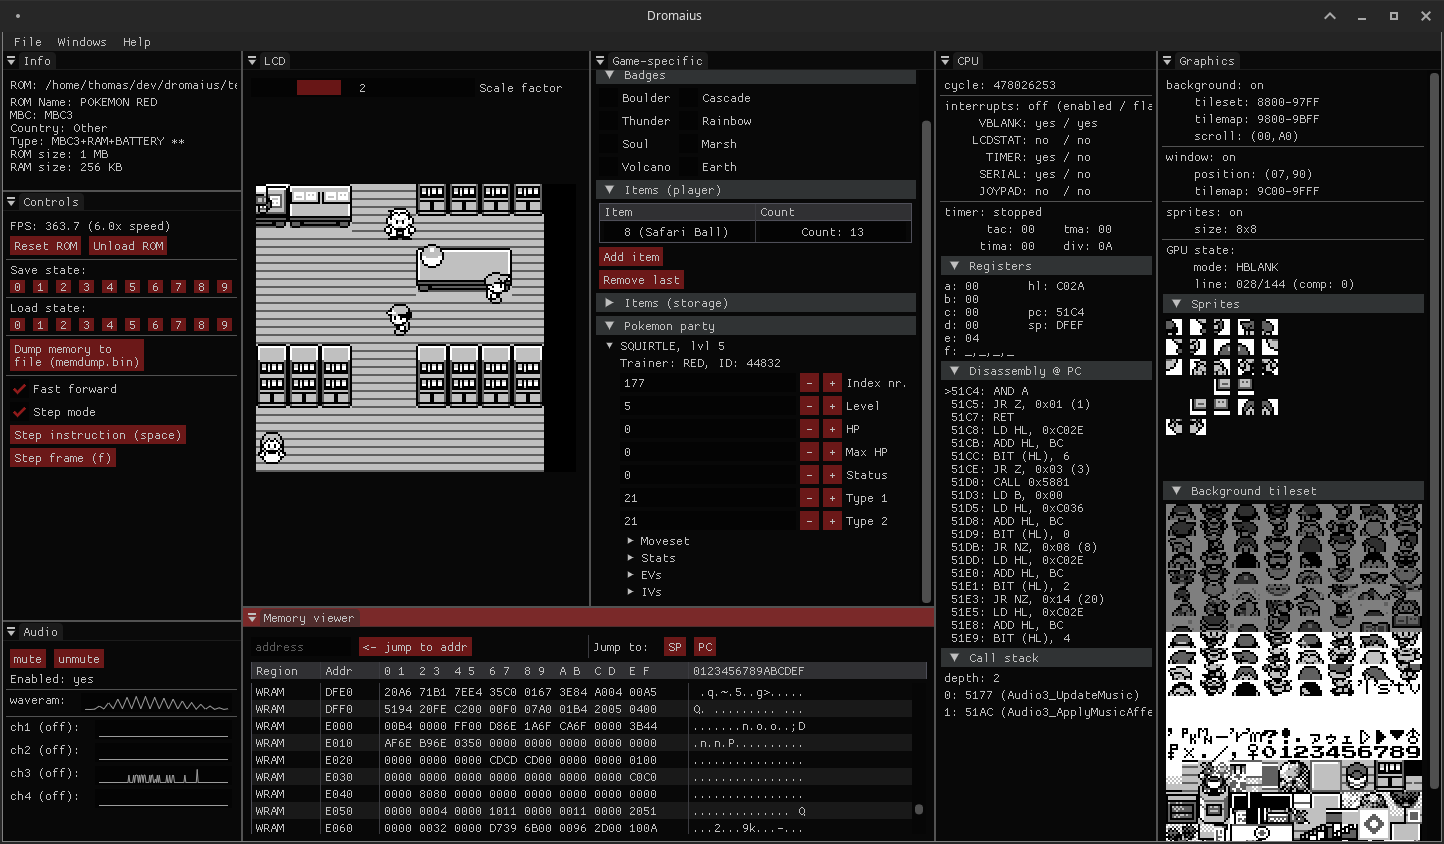 Dromaius
File Windows Help
Info
ROM: /home/thomas/dev/dromaius/te
ROM Name: POKEMON RED
MBC: MBC3
Country: Other
Type: MBC3+RAM+BATTERY **
ROM size: 1 MB
RAM size: 256 KB
Controls
FPS: 363.7 (6.0x speed)
Reset ROM Unload ROM
Save state:
0 1 2 3 4 5 6 7 8 9
Load state:
0 1 2 3 4 5 6 7 8 9
Dump memory to
file (memdump.bin)
Fast forward
Step mode
Step instruction (space)
Step frame (f)
Audio
mute unmute
Enabled: yes
waveram:
ch1 (off):
ch2 (off):
ch3 (off):
ch4 (off):
LCD
2 Scale factor
Game-specific
Badges
Boulder Cascade
Thunder Rainbow
Soul Marsh
Volcano Earth
Items (player)
Item Count
8 (Safari Ball) Count: 13
Add item
Remove last
Items (storage)
Pokemon party
SQUIRTLE, lvl 5
Trainer: RED, ID: 44832
177 - + Index nr.
5 - + Level
0 - + HP
0 - + Max HP
0 - + Status
21 - + Type 1
21 - + Type 2
Moveset
Stats
EVs
IVs
Memory viewer
address <- jump to addr Jump to: SP PC
Region Addr 0 1 2 3 4 5 6 7 8 9 A B C D E F 0123456789ABCDEF
WRAM DFE0 20A6 71B1 7EE4 35C0 0167 3E84 A004 00A5 .q.~.5..g>.....
WRAM DFF0 5194 20FE C200 00F0 07A0 01B4 2005 0400 Q. ......... ...
WRAM E000 00B4 0000 FF00 D86E 1A6F CA6F 0000 3B44 .......n.o.o..;D
WRAM E010 AF6E B96E 0350 0000 0000 0000 0000 0000 .n.n.P..........
WRAM E020 0000 0000 0000 CDCD CD00 0000 0000 0100 ................
WRAM E030 0000 0000 0000 0000 0000 0000 0000 C0C0 ................
WRAM E040 0000 8080 0000 0000 0000 0000 0000 0000 ................
WRAM E050 0000 0004 0000 1011 0000 0011 0000 2051 .............. Q
WRAM E060 0000 0032 0000 D739 6B00 0096 2D00 100A ...2...9k...-...
CPU
cycle: 478026253
interrupts: off (enabled / fla
VBLANK: yes / yes
LCDSTAT: no / no
TIMER: yes / no
SERIAL: yes / no
JOYPAD: no / no
timer: stopped
tac: 00 tma: 00
tima: 00 div: 0A
Registers
a: 00 hl: C02A
b: 00
c: 00 pc: 51C4
d: 00 sp: DFEF
e: 04
f: _,_,_,_
Disassembly @ PC
>51C4: AND A
51C5: JR Z, 0x01 (1)
51C7: RET
51C8: LD HL, 0xC02E
51CB: ADD HL, BC
51CC: BIT (HL), 6
51CE: JR Z, 0x03 (3)
51D0: CALL 0x5881
51D3: LD B, 0x00
51D5: LD HL, 0xC036
51D8: ADD HL, BC
51D9: BIT (HL), 0
51DB: JR NZ, 0x08 (8)
51DD: LD HL, 0xC02E
51E0: ADD HL, BC
51E1: BIT (HL), 2
51E3: JR NZ, 0x14 (20)
51E5: LD HL, 0xC02E
51E8: ADD HL, BC
51E9: BIT (HL), 4
Call stack
depth: 2
0: 5177 (Audio3_UpdateMusic)
1: 51AC (Audio3_ApplyMusicAffe
Graphics
background: on
tileset: 8800-97FF
tilemap: 9800-9BFF
scroll: (00,A0)
window: on
position: (07,90)
tilemap: 9C00-9FFF
sprites: on
size: 8x8
GPU state:
mode: HBLANK
line: 028/144 (comp: 0)
Sprites
Background tileset
0123456789